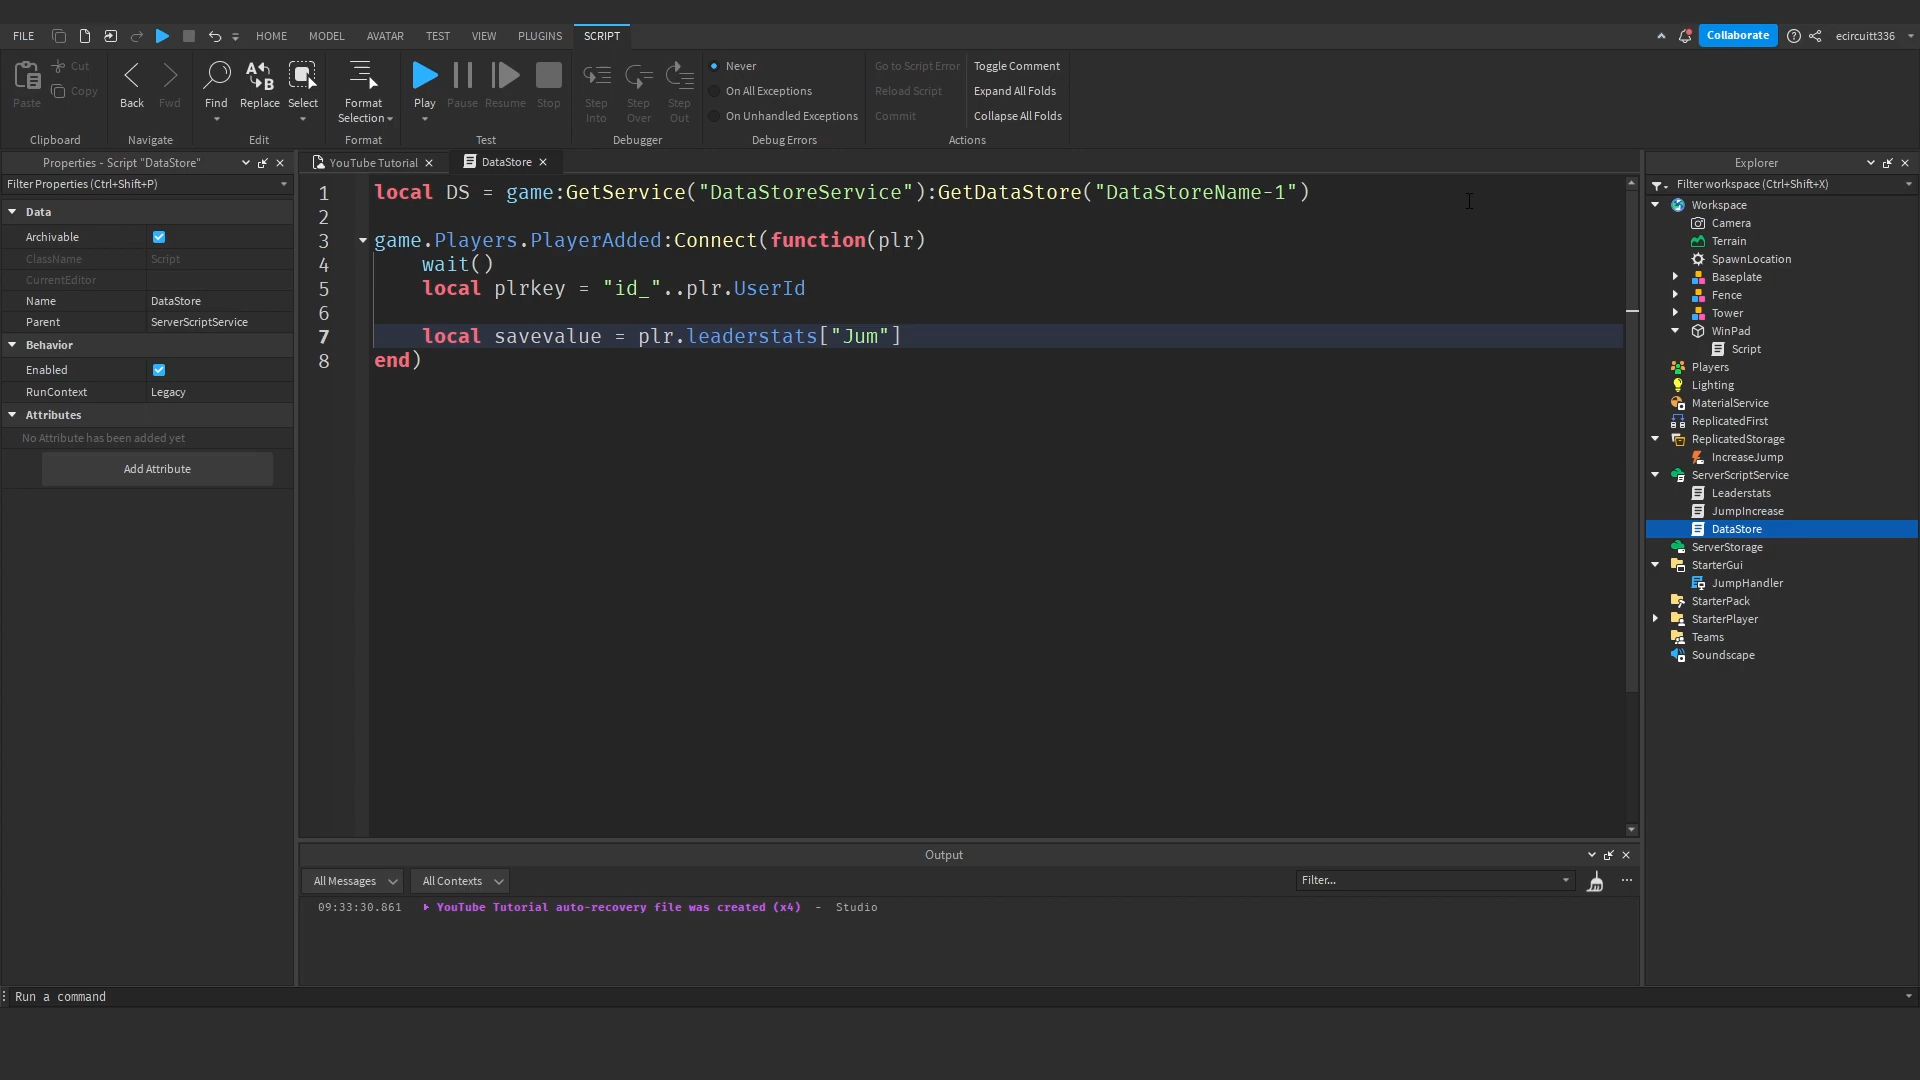 FILE HOME MODEL AVATAR TEST VIEW PLUGINS SCRIPT Collaborate ecircuitt336
Paste Cut Copy Back Fwd Find Replace Select Format Selection Play Pause Resume Stop Step Into Step Over Step Out
Never Go to Script Error Toggle Comment
On All Exceptions Reload Script Expand All Folds
On Unhandled Exceptions Commit Collapse All Folds
Clipboard Navigate Edit Format Test Debugger Debug Errors Actions
Properties - Script "DataStore"
Filter Properties (Ctrl+Shift+P)
Data
Archivable
ClassName Script
CurrentEditor
Name DataStore
Parent ServerScriptService
Behavior
Enabled
RunContext Legacy
Attributes
No Attribute has been added yet
Add Attribute
YouTube Tutorial DataStore
1 local DS = game:GetService("DataStoreService"):GetDataStore("DataStoreName-1")
2
3 game.Players.PlayerAdded:Connect(function(plr)
4 wait()
5 local plrkey = "id_"..plr.UserId
6
7 local savevalue = plr.leaderstats["Jum"]
8 end)
Output
All Messages All Contexts Filter...
09:33:30.861 YouTube Tutorial auto-recovery file was created (x4) - Studio
Explorer
Filter workspace (Ctrl+Shift+X)
Workspace
Camera
Terrain
SpawnLocation
Baseplate
Fence
Tower
WinPad
Script
Players
Lighting
MaterialService
ReplicatedFirst
ReplicatedStorage
IncreaseJump
ServerScriptService
Leaderstats
JumpIncrease
DataStore
ServerStorage
StarterGui
JumpHandler
StarterPack
StarterPlayer
Teams
Soundscape
Run a command